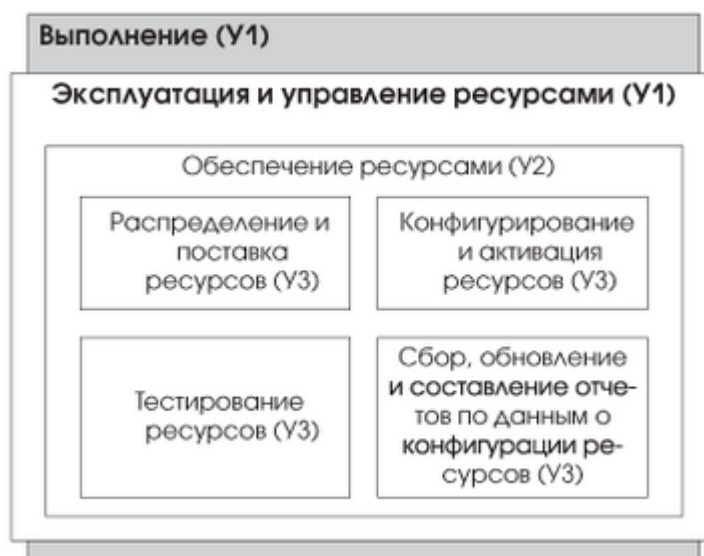 Выполнение (У1)
Эксплуатация и управление ресурсами (У1)
Обеспечение ресурсами (У2)
Распределение и
поставка
ресурсов (У3)
Конфигурирование
и активация
ресурсов (У3)
Тестирование
ресурсов (У3)
Сбор, обновление
и составление отче-
тов по данным о
конфигурации ре-
сурсов (У3)